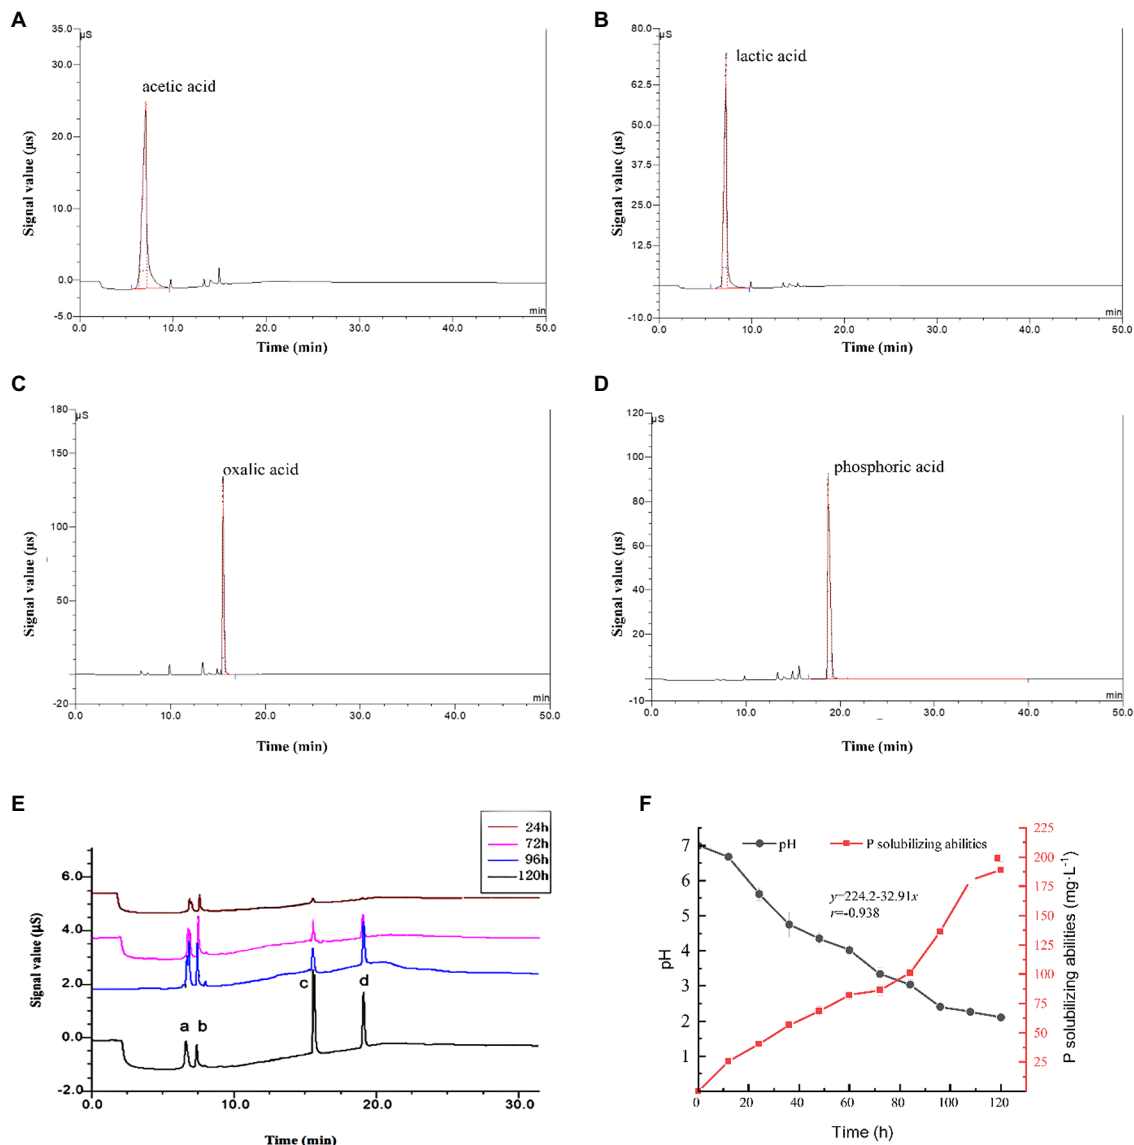 A
35.0
µS
30.0
20.0
10.0
0.0
-5.0
acetic acid
Signal value (µs)
0.0 10.0 20.0 30.0 40.0 50.0
min
Time (min)
B
80.0
µS
62.5
50.0
37.5
25.0
12.5
-10.0
lactic acid
Signal value (µs)
0.0 10.0 20.0 30.0 40.0 50.0
min
Time (min)
C
180
µS
150
100
50
-20
oxalic acid
Signal value (µs)
0.0 10.0 20.0 30.0 40.0 50.0
min
Time (min)
D
120
µS
100
80
60
40
20
-10
phosphoric acid
Signal value (µs)
0.0 10.0 20.0 30.0 40.0 50.0
min
Time (min)
E
24h
72h
96h
120h
6.0
4.0
2.0
0.0
-2.0
Signal value (µS)
a b c d
0.0 10.0 20.0 30.0
Time (min)
F
pH P solubilizing abilities
y=224.2-32.91x
r=-0.938
7
6
5
4
3
2
1
pH
225
200
175
150
125
100
75
50
25
P solubilizing abilities (mg·L-1)
0 20 40 60 80 100 120
Time (h)